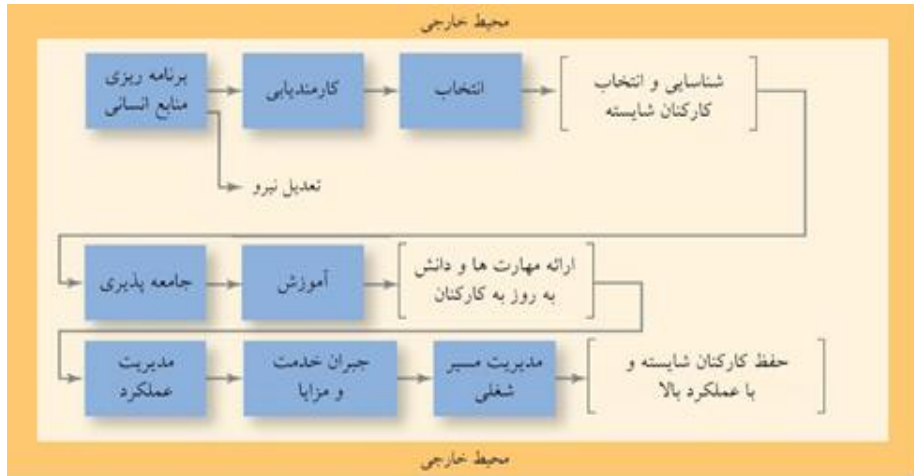 محیط خارجی
برنامه ریزی
منابع انسانی
کارمندیابی
انتخاب
شناسایی و انتخاب
کارکنان شایسته
تعدیل نیرو
جامعه پذیری
آموزش
ارائه مهارت ها و دانش
به روز به کارکنان
مدیریت
عملکرد
جبران خدمت
و مزایا
مدیریت مسیر
شغلی
حفظ کارکنان شایسته و
با عملکرد بالا
محیط خارجی